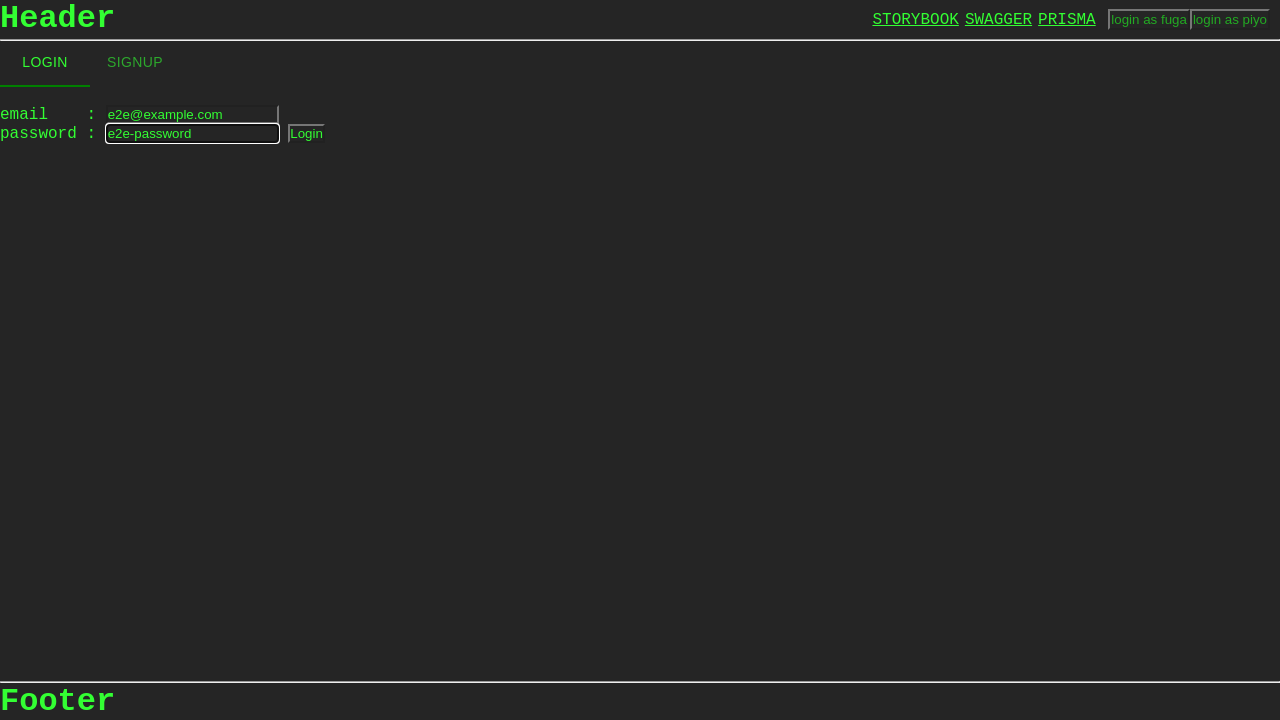 Header STORYBOOK SWAGGER PRISMA login as fuga login as piyo
LOGIN SIGNUP
email : e2e@example.com
password : e2e-password Login
Footer